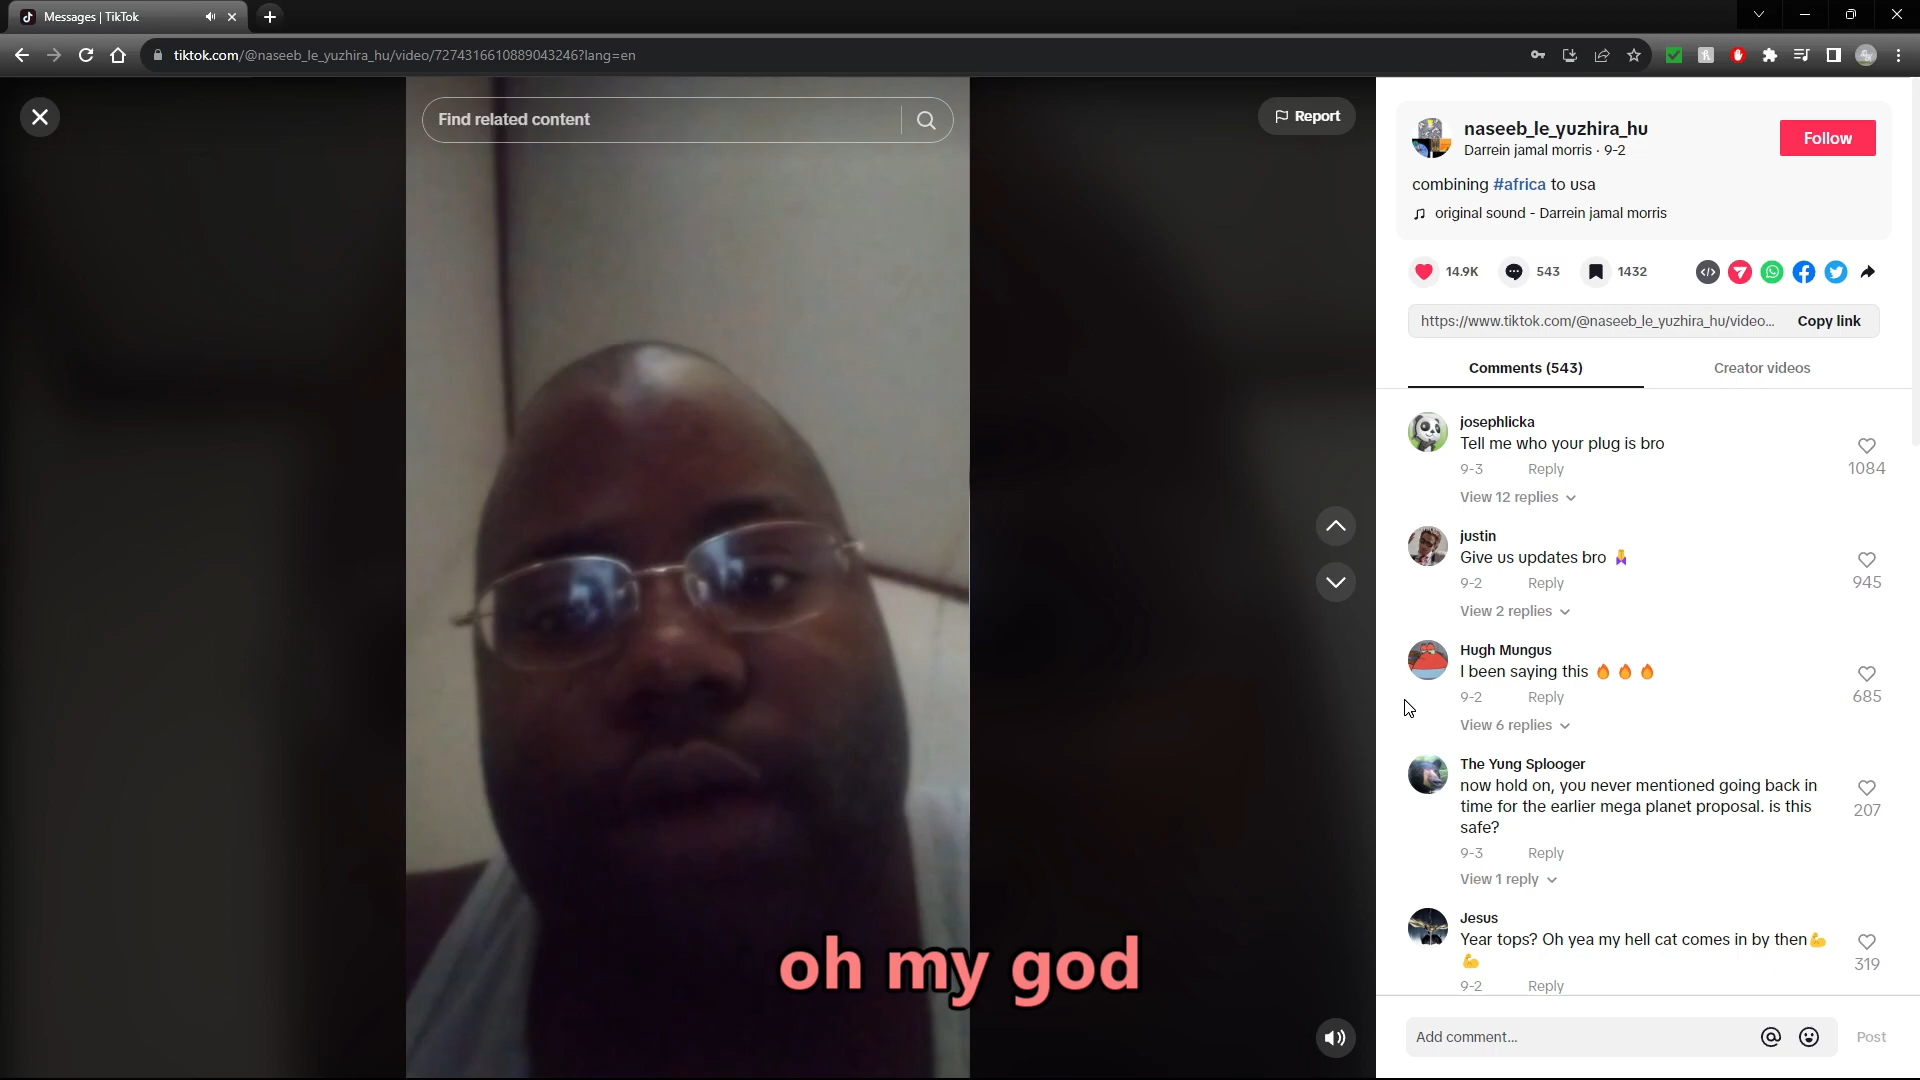 Messages | TikTok
tiktok.com/@naseeb_le_yuzhira_hu/video/7274316610889043246?lang=en
Find related content
Report
naseeb_le_yuzhira_hu
Darrein jamal morris · 9-2
Follow
combining #africa to usa
original sound - Darrein jamal morris
14.9K
543
1432
https://www.tiktok.com/@naseeb_le_yuzhira_hu/video...
Copy link
Comments (543)
Creator videos
josephlicka
Tell me who your plug is bro
9-3 Reply
1084
View 12 replies
justin
Give us updates bro 🧜
9-2 Reply
945
View 2 replies
Hugh Mungus
I been saying this 🔥 🔥 🔥
9-2 Reply
685
View 6 replies
The Yung Splooger
now hold on, you never mentioned going back in
time for the earlier mega planet proposal. is this
safe?
207
9-3 Reply
View 1 reply
Jesus
Year tops? Oh yea my hell cat comes in by then💪
💪
319
9-2 Reply
oh my god
Add comment...
Post